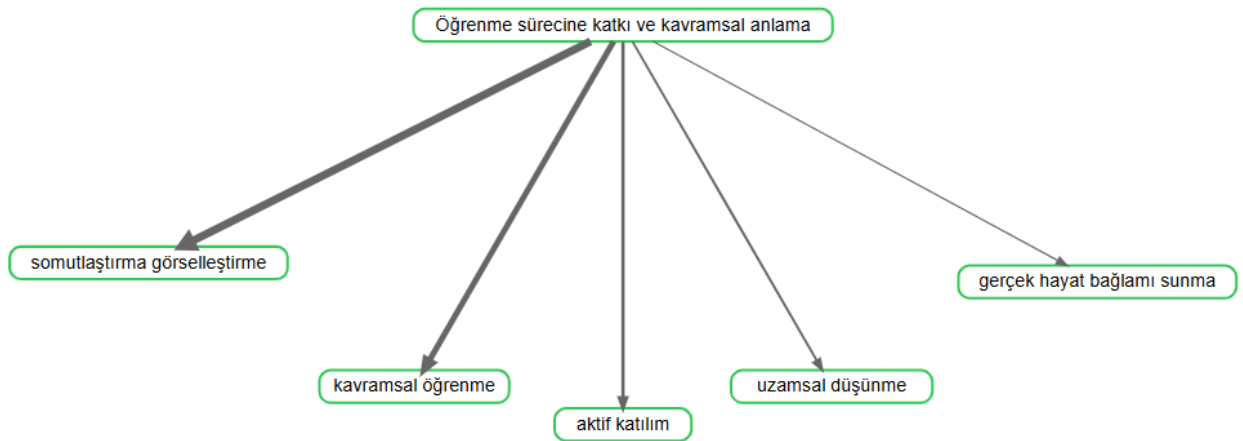 Öğrenme sürecine katkı ve kavramsal anlama
somutlaştırma görselleştirme
gerçek hayat bağlamı sunma
kavramsal öğrenme
uzamsal düşünme
aktif katılım